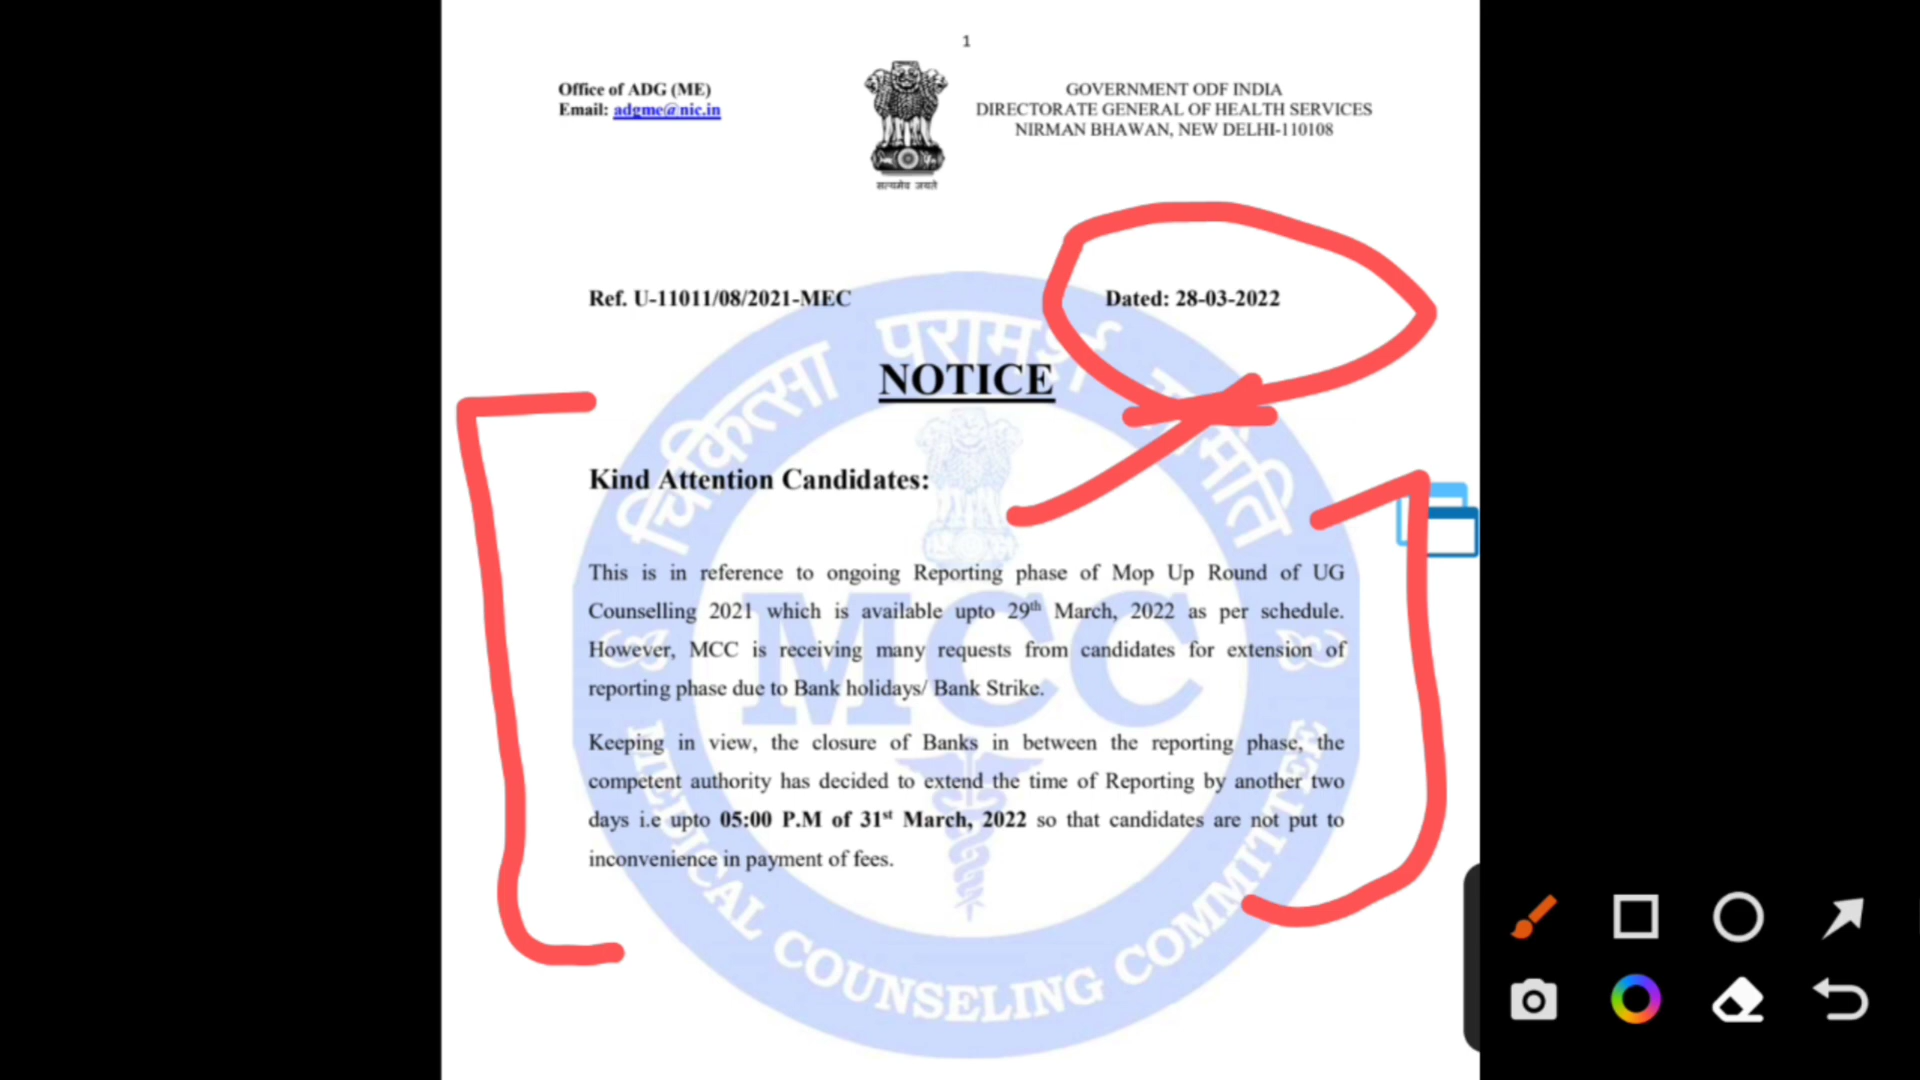 1
Office of ADG (ME)
Email: adgme@nic.in
GOVERNMENT ODF INDIA
DIRECTORATE GENERAL OF HEALTH SERVICES
NIRMAN BHAWAN, NEW DELHI-110108
सत्यमेव जयते
Ref. U-11011/08/2021-MEC
Dated: 28-03-2022
चिकित्सा परामर्श समिति
NOTICE
Kind Attention Candidates:
This is in reference to ongoing Reporting phase of Mop Up Round of UG
Counselling 2021 which is available upto 29th March, 2022 as per schedule.
However, MCC is receiving many requests from candidates for extension of
reporting phase due to Bank holidays/ Bank Strike.
Keeping in view, the closure of Banks in between the reporting phase, the
competent authority has decided to extend the time of Reporting by another two
days i.e upto 05:00 P.M of 31st March, 2022 so that candidates are not put to
inconvenience in payment of fees.
MCC
MEDICAL COUNSELING COMMITTEE